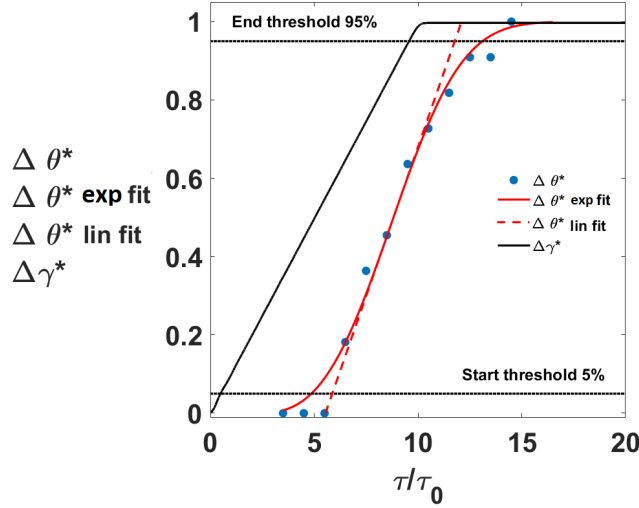 End threshold 95%
1
0.8
0.6
0.4
0.2
0
Δ θ*
Δ θ* exp fit
Δ θ* lin fit
Δγ*
Δ θ*
Δ θ* exp fit
Δ θ* lin fit
Δγ*
Start threshold 5%
0 5 10 15 20
τ/τ0